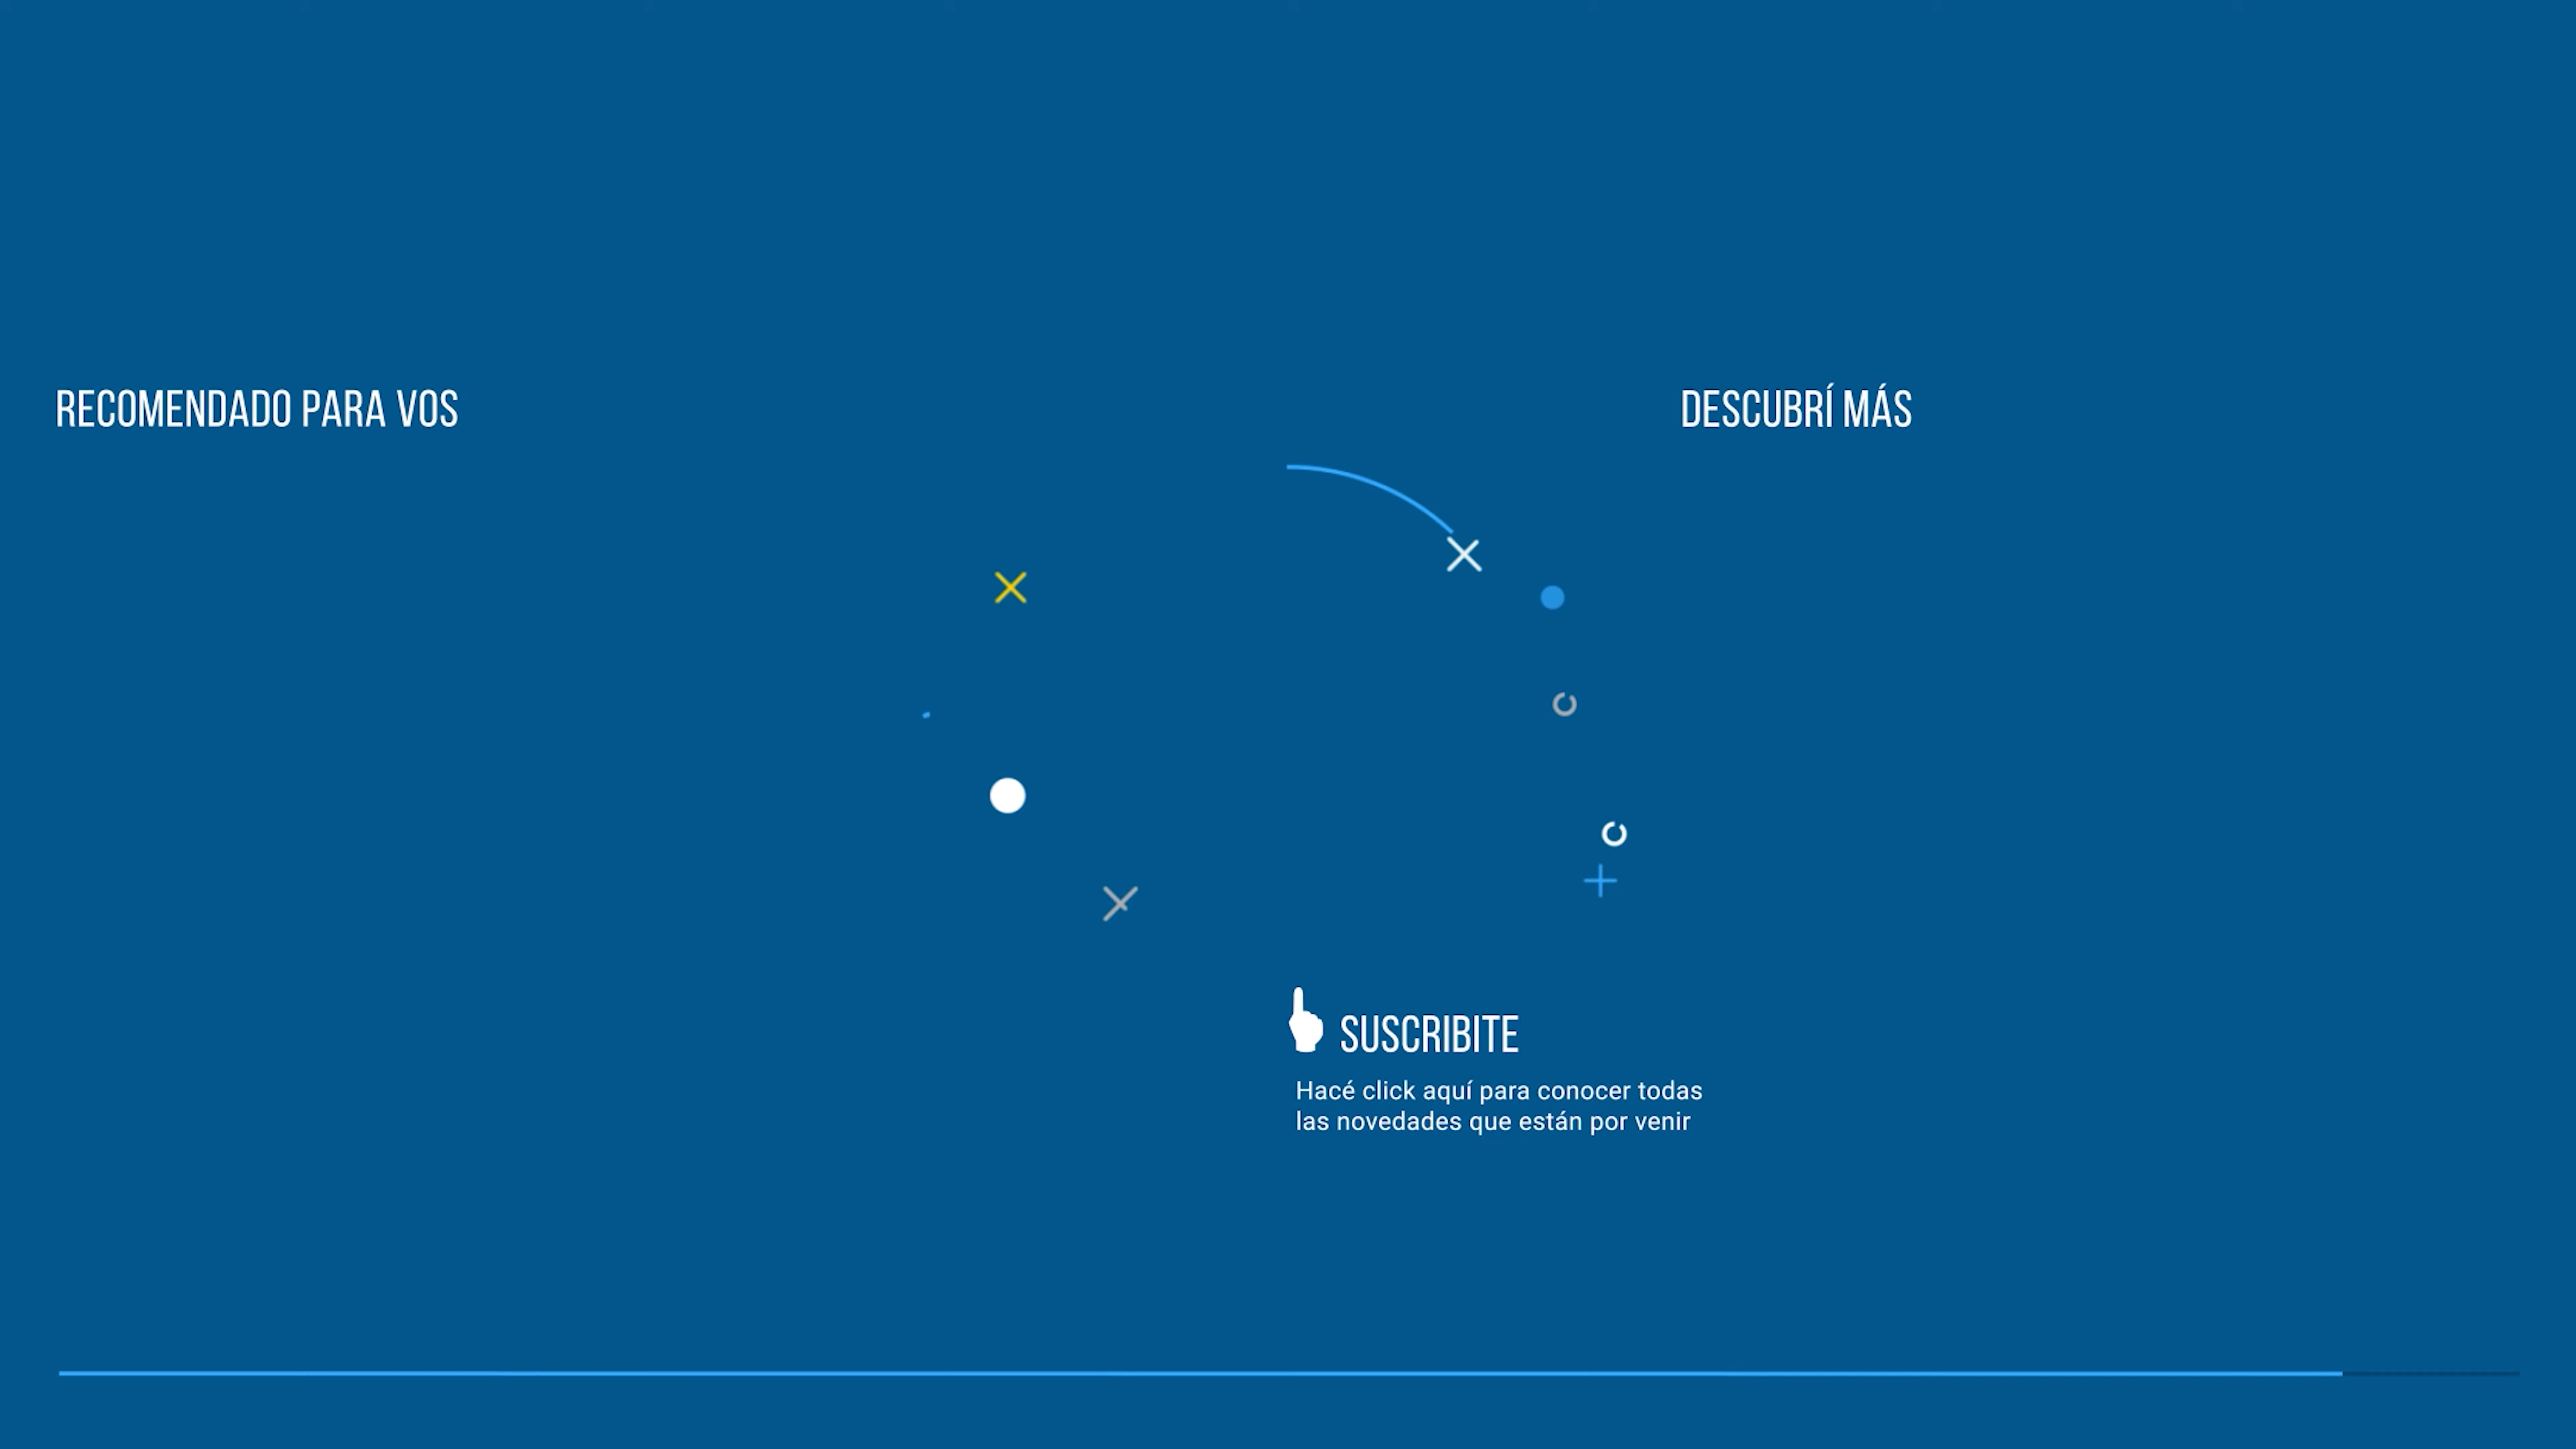 RECOMENDADO PARA VOS
DESCUBRÍ MÁS
SUSCRIBITE
Hacé click aquí para conocer todas
las novedades que están por venir